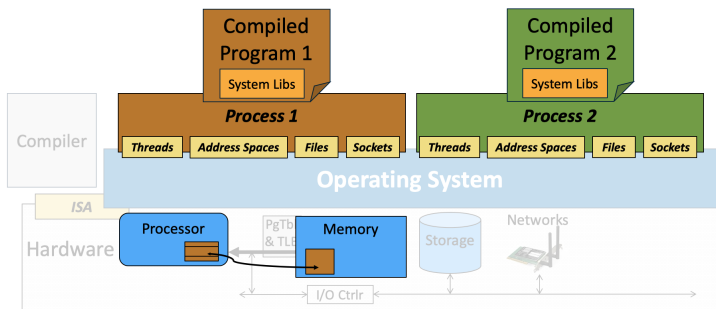 Compiled
Program 1
System Libs
Compiled
Program 2
System Libs
Process 1
Process 2
Compiler
Threads
Address Spaces
Files
Sockets
Threads
Address Spaces
Files
Sockets
Operating System
ISA
Hardware
Processor
PgTbl
& TLB
Memory
Storage
Networks
I/O Ctrlr